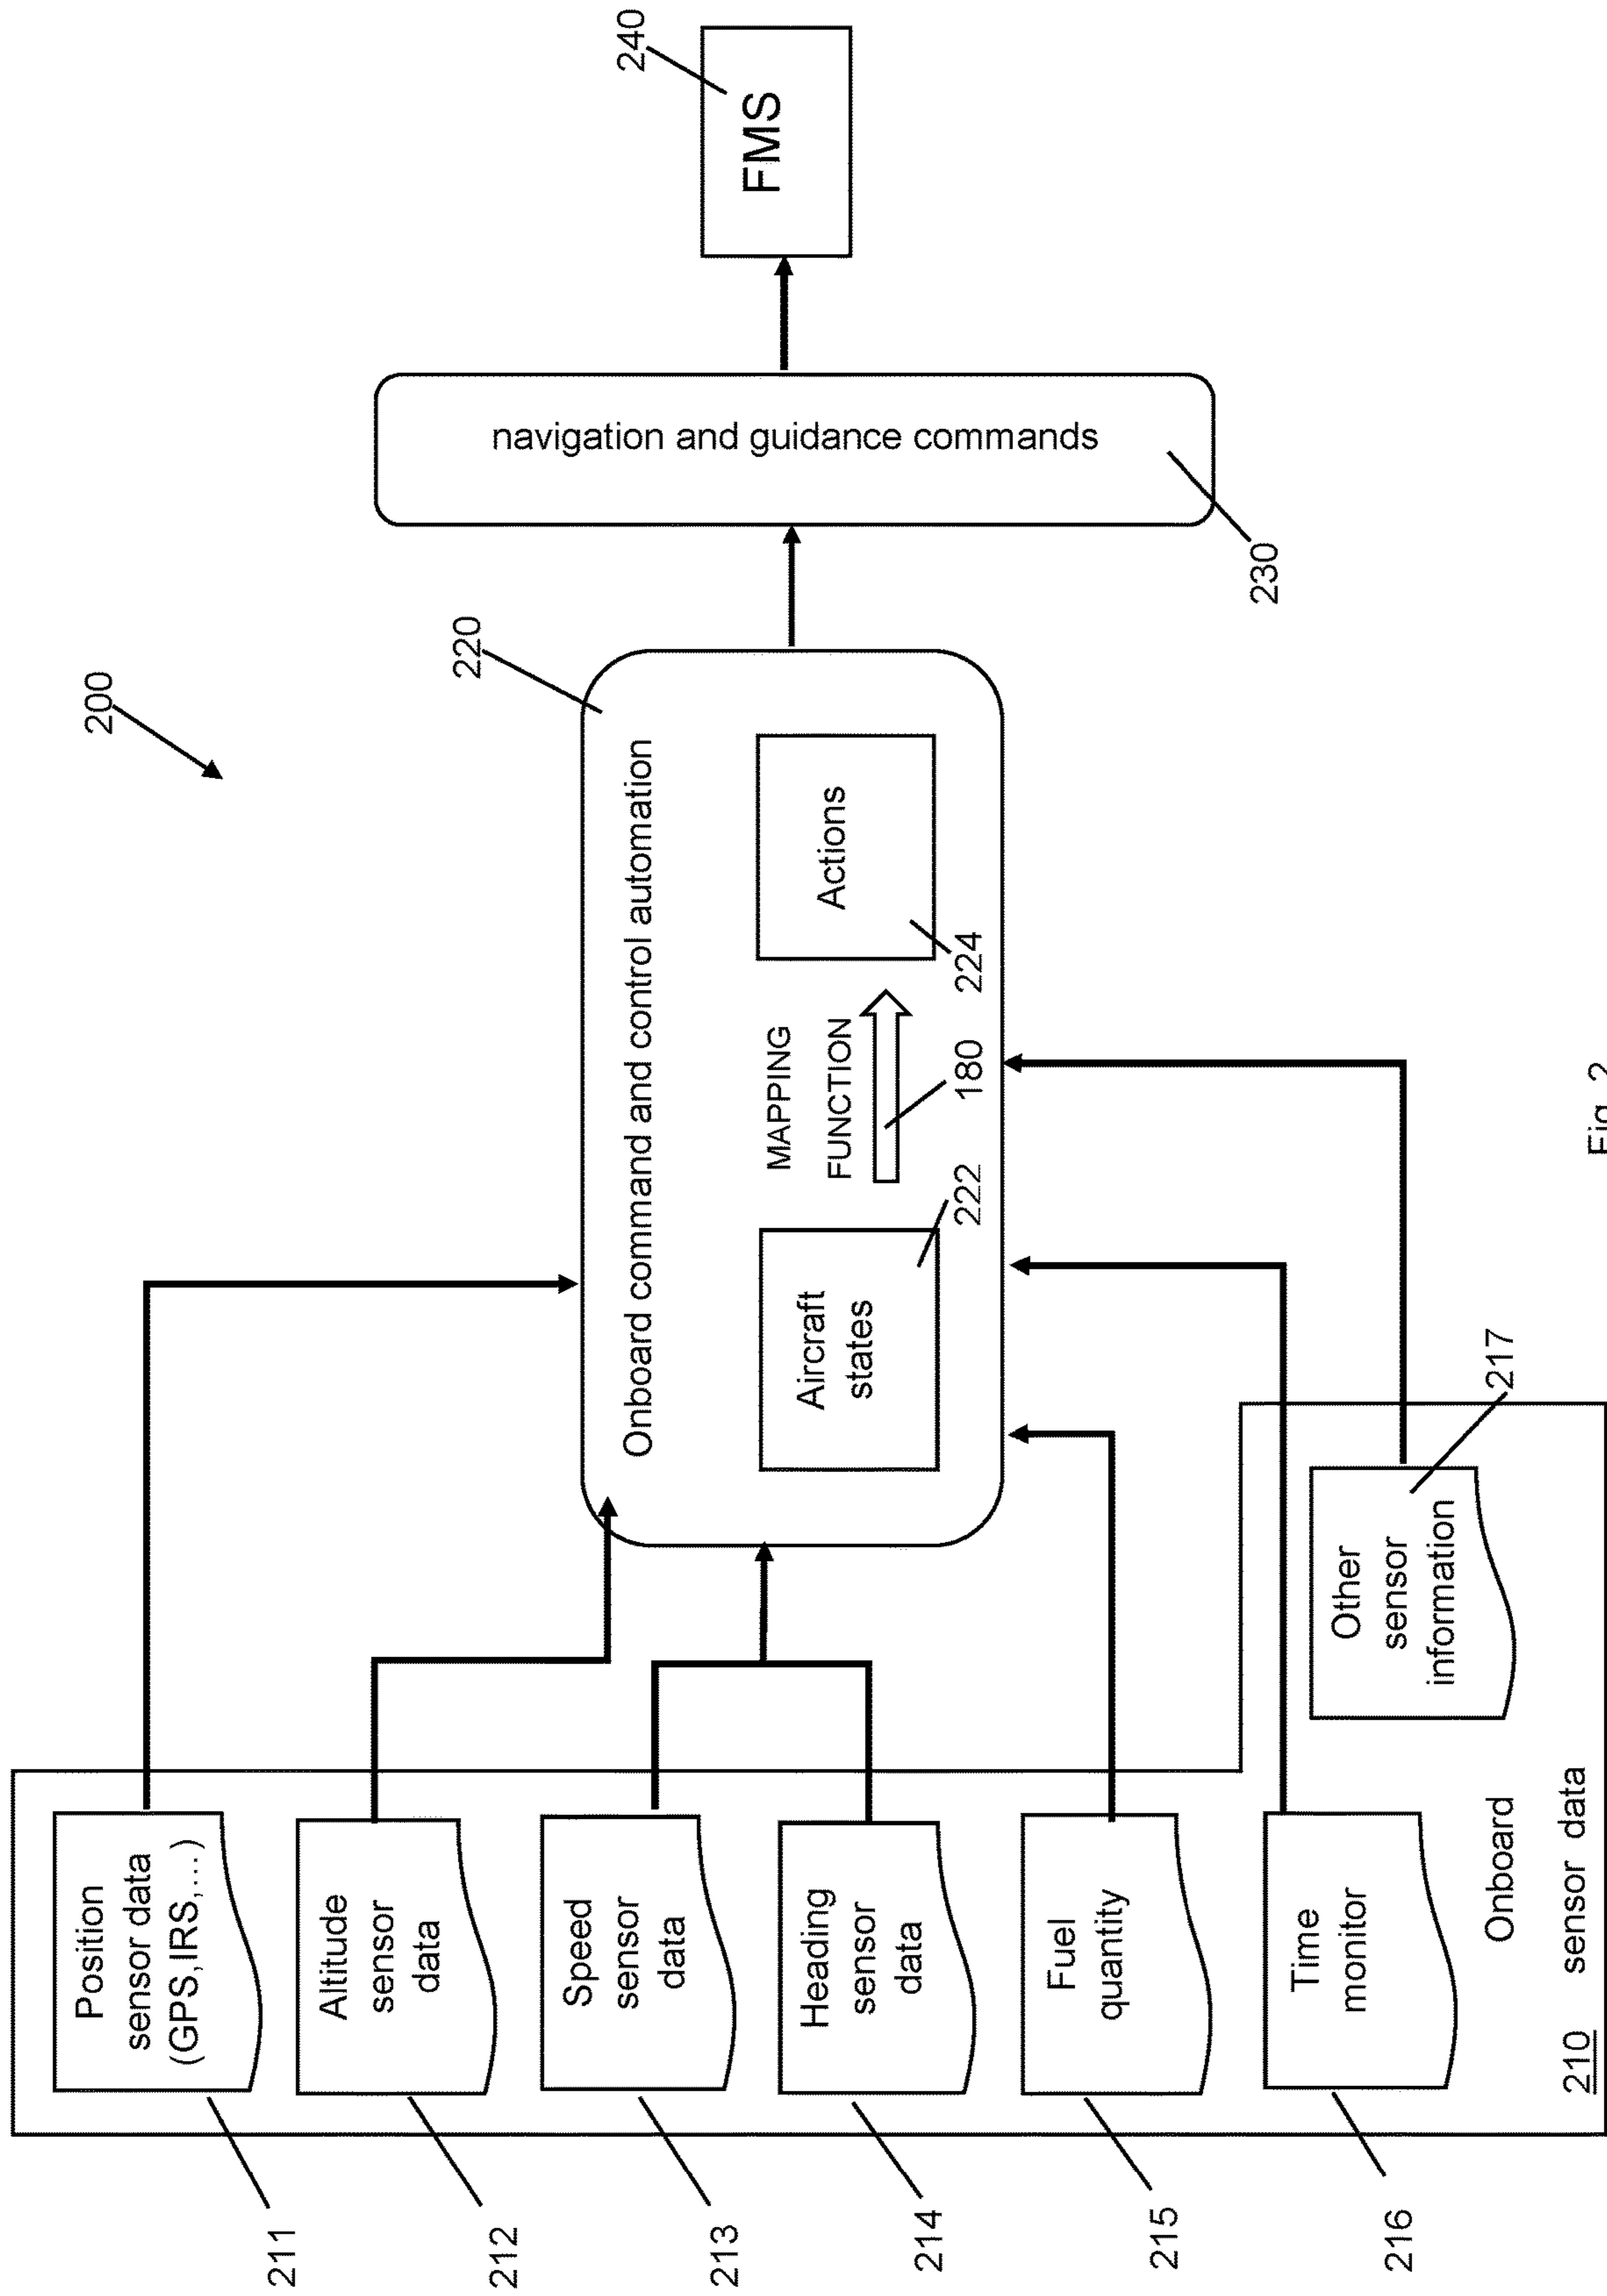 200
Position
sensor data
(GPS,IRS,...)
211
Altitude
sensor
data
212
Speed
sensor
data
213
Heading
sensor
data
214
Fuel
quantity
215
Time
monitor
216
Other
sensor
information
217
Onboard
210 sensor data
220
Onboard command and control automation
Aircraft
states
222
MAPPING
FUNCTION
180
Actions
224
navigation and guidance commands
230
FMS
240
Fig. 2